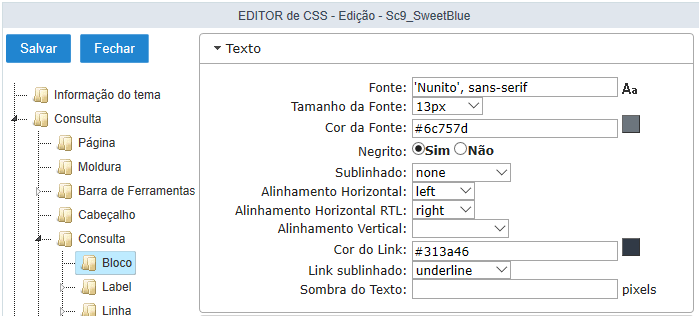 EDITOR de CSS - Edição - Sc9_SweetBlue
Salvar Fechar
Informação do tema
Consulta
Página
Moldura
Barra de Ferramentas
Cabeçalho
Consulta
Bloco
Label
Linha
Texto
Fonte: 'Nunito', sans-serif Aa
Tamanho da Fonte: 13px
Cor da Fonte: #6c757d
Negrito: Sim Não
Sublinhado: none
Alinhamento Horizontal: left
Alinhamento Horizontal RTL: right
Alinhamento Vertical:
Cor do Link: #313a46
Link sublinhado: underline
Sombra do Texto: pixels